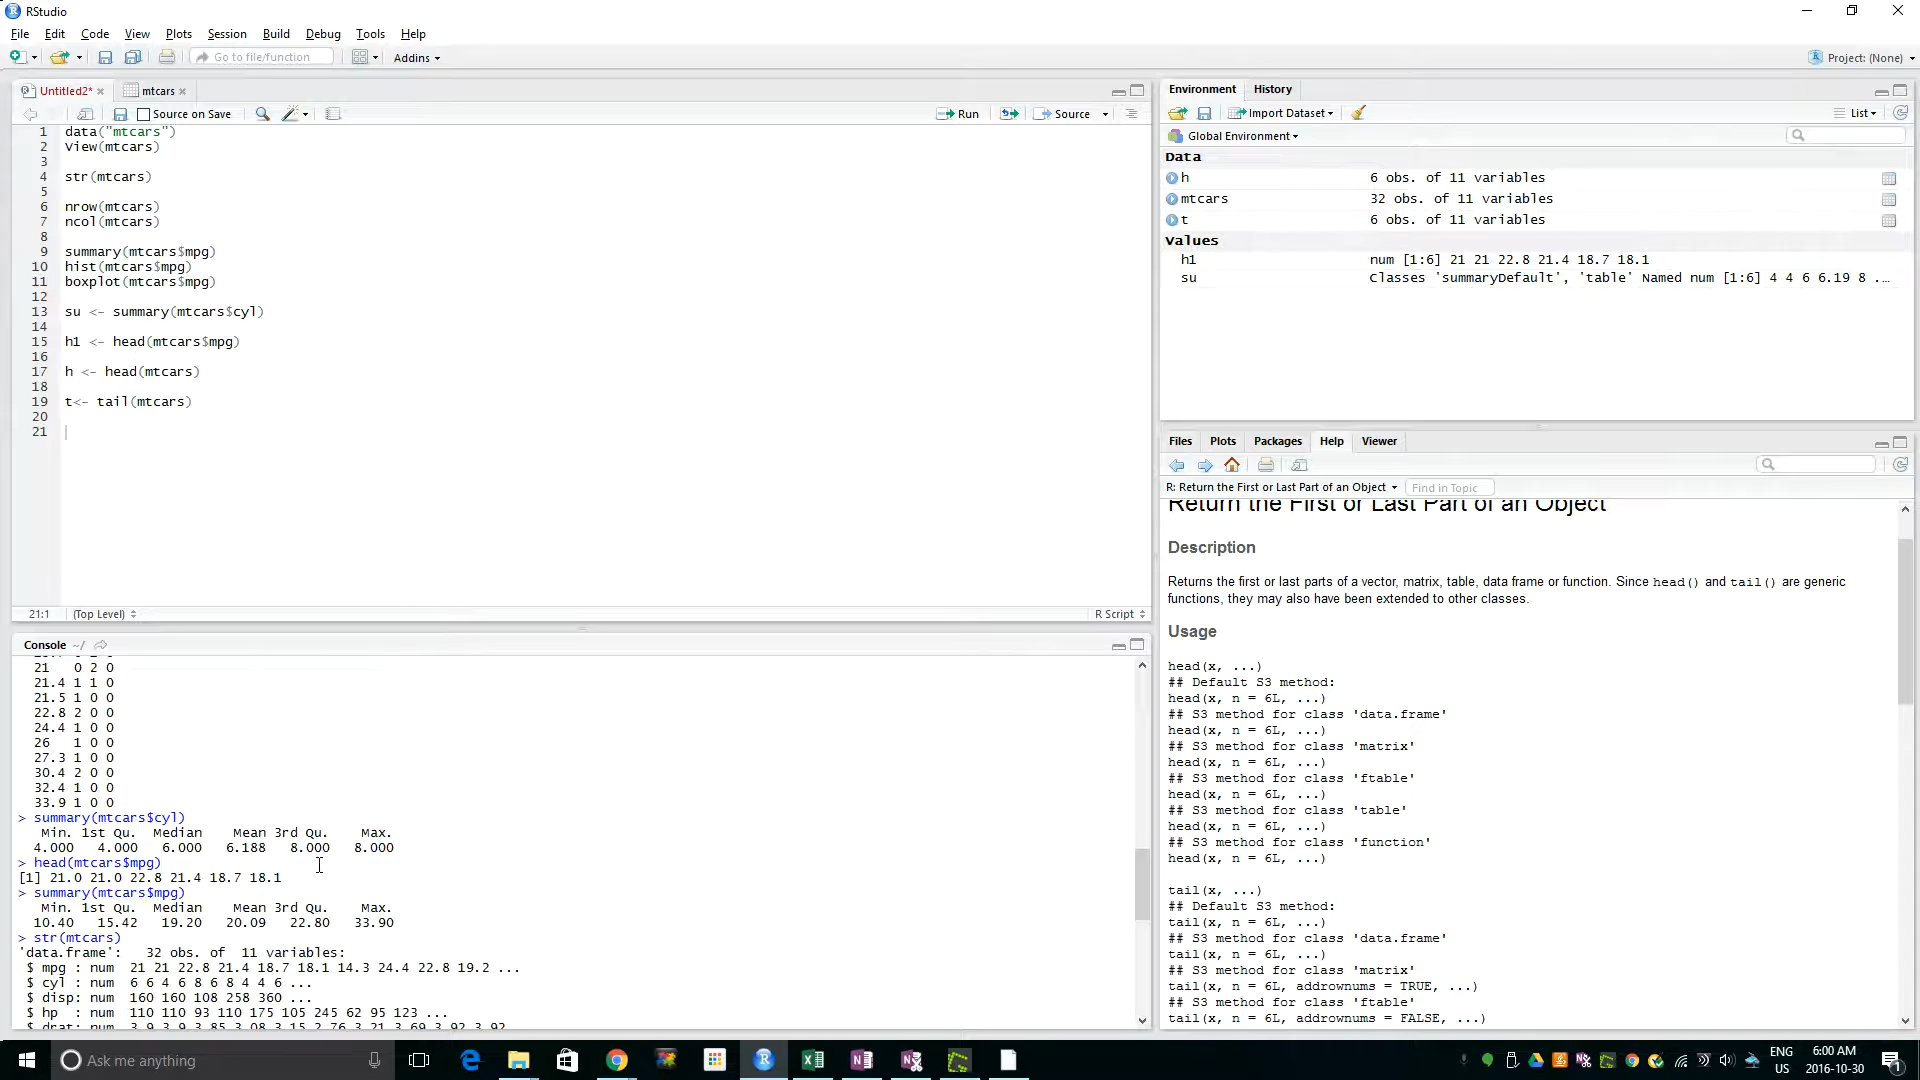 RStudio
File Edit Code View Plots Session Build Debug Tools Help
Go to file/function Addins Project: (None)
Untitled2* mtcars
Source on Save Run Source
1 data("mtcars")
2 View(mtcars)
3
4 str(mtcars)
5
6 nrow(mtcars)
7 ncol(mtcars)
8
9 summary(mtcars$mpg)
10 hist(mtcars$mpg)
11 boxplot(mtcars$mpg)
12
13 su <- summary(mtcars$cyl)
14
15 h1 <- head(mtcars$mpg)
16
17 h <- head(mtcars)
18
19 t<- tail(mtcars)
20
21
21:1 (Top Level) R Script
Console ~/
21 0 2 0
21.4 1 1 0
21.5 1 0 0
22.8 2 0 0
24.4 1 0 0
26 1 0 0
27.3 1 0 0
30.4 2 0 0
32.4 1 0 0
33.9 1 0 0
> summary(mtcars$cyl)
Min. 1st Qu. Median Mean 3rd Qu. Max.
4.000 4.000 6.000 6.188 8.000 8.000
> head(mtcars$mpg)
[1] 21.0 21.0 22.8 21.4 18.7 18.1
> summary(mtcars$mpg)
Min. 1st Qu. Median Mean 3rd Qu. Max.
10.40 15.42 19.20 20.09 22.80 33.90
> str(mtcars)
'data.frame': 32 obs. of 11 variables:
$ mpg : num 21 21 22.8 21.4 18.7 18.1 14.3 24.4 22.8 19.2 ...
$ cyl : num 6 6 4 6 8 6 8 4 4 6 ...
$ disp: num 160 160 108 258 360 ...
$ hp : num 110 110 93 110 175 105 245 62 95 123 ...
$ drat: num 3.9 3.9 3.85 3.08 3.15 2.76 3.21 3.69 3.92 3.92
Environment History
Import Dataset List
Global Environment
Data
h 6 obs. of 11 variables
mtcars 32 obs. of 11 variables
t 6 obs. of 11 variables
Values
h1 num [1:6] 21 21 22.8 21.4 18.7 18.1
su Classes 'summaryDefault', 'table' Named num [1:6] 4 4 6 6.19 8 ...
Files Plots Packages Help Viewer
R: Return the First or Last Part of an Object Find in Topic
Return the First or Last Part of an Object
Description
Returns the first or last parts of a vector, matrix, table, data frame or function. Since head() and tail() are generic
functions, they may also have been extended to other classes.
Usage
head(x, ...)
## Default S3 method:
head(x, n = 6L, ...)
## S3 method for class 'data.frame'
head(x, n = 6L, ...)
## S3 method for class 'matrix'
head(x, n = 6L, ...)
## S3 method for class 'ftable'
head(x, n = 6L, ...)
## S3 method for class 'table'
head(x, n = 6L, ...)
## S3 method for class 'function'
head(x, n = 6L, ...)
tail(x, ...)
## Default S3 method:
tail(x, n = 6L, ...)
## S3 method for class 'data.frame'
tail(x, n = 6L, ...)
## S3 method for class 'matrix'
tail(x, n = 6L, addrownums = TRUE, ...)
## S3 method for class 'ftable'
tail(x, n = 6L, addrownums = FALSE, ...)
Ask me anything
ENG
US
6:00 AM
2016-10-30